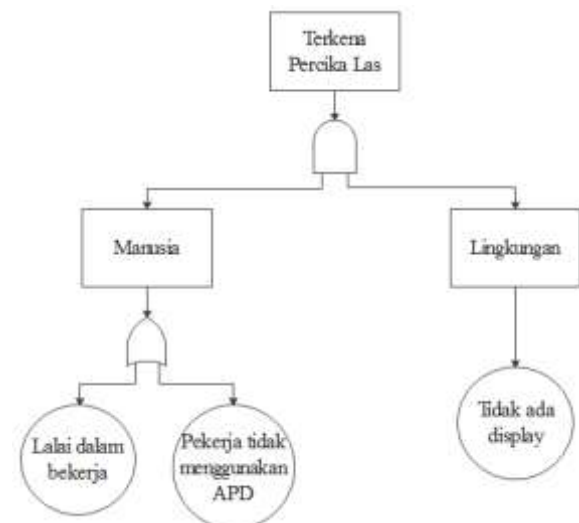 Terkena
Percika Las
Manusia
Lingkungan
Lalai dalam
bekerja
Pekerja tidak
menggunakan
APD
Tidak ada
display